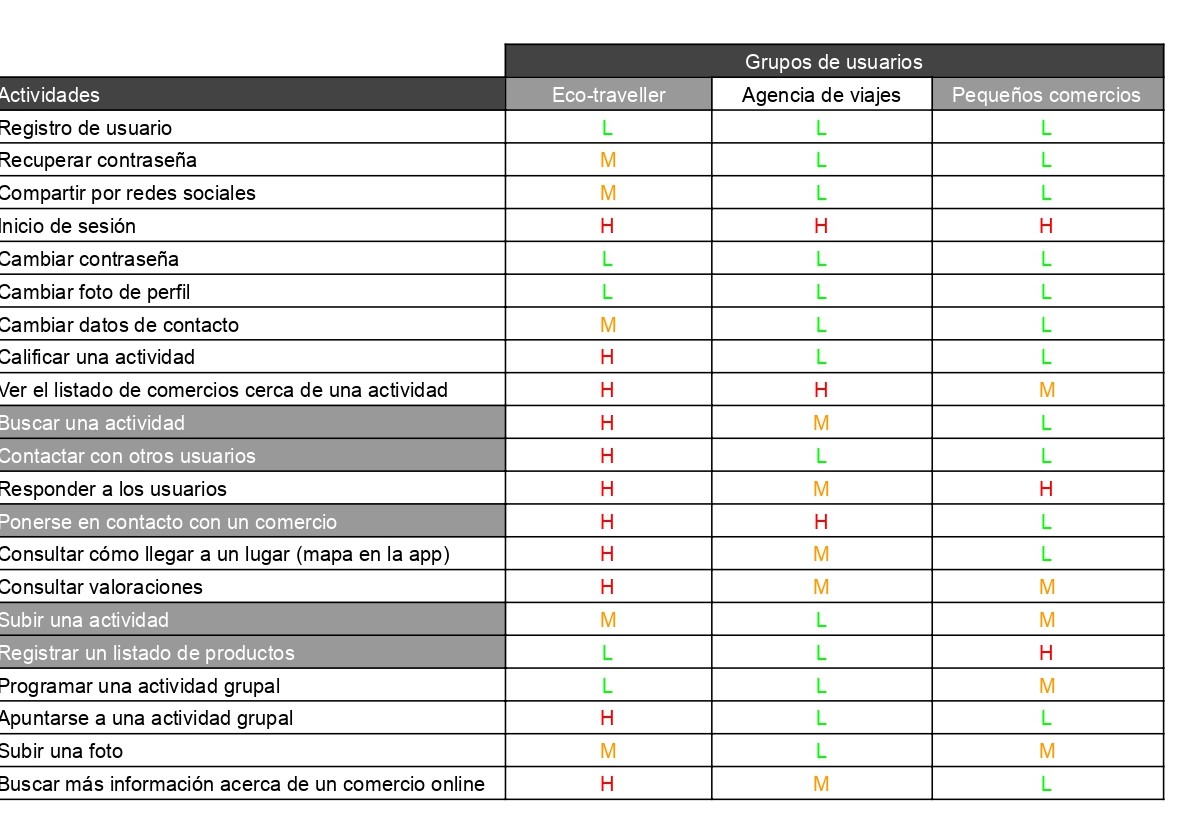 Grupos de usuarios
Actividades Eco-traveller Agencia de viajes Pequeños comercios
Registro de usuario L L L
Recuperar contraseña M L L
Compartir por redes sociales M L L
Inicio de sesión H H H
Cambiar contraseña L L L
Cambiar foto de perfil L L L
Cambiar datos de contacto M L L
Calificar una actividad H L L
Ver el listado de comercios cerca de una actividad H H M
Buscar una actividad H M L
Contactar con otros usuarios H L L
Responder a los usuarios H M H
Ponerse en contacto con un comercio H H L
Consultar cómo llegar a un lugar (mapa en la app) H M L
Consultar valoraciones H M M
Subir una actividad M L M
Registrar un listado de productos L L H
Programar una actividad grupal L L M
Apuntarse a una actividad grupal H L L
Subir una foto M L M
Buscar más información acerca de un comercio online H M L